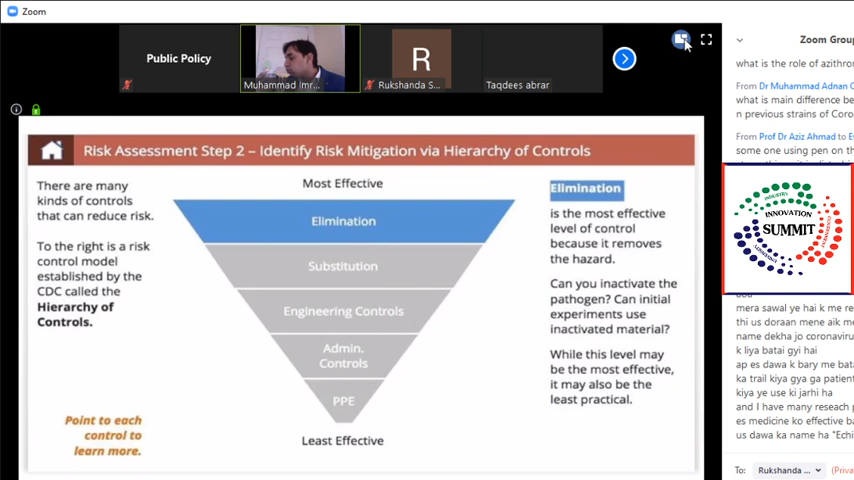 Zoom
Public Policy
Muhammad Imr...
R
Rukshanda S...
Taqdees abrar
Risk Assessment Step 2 – Identify Risk Mitigation via Hierarchy of Controls
There are many
kinds of controls
that can reduce risk.
To the right is a risk
control model
established by the
CDC called the
Hierarchy of
Controls.
Point to each
control to
learn more.
Most Effective
Elimination
Substitution
Engineering Controls
Admin.
Controls
PPE
Least Effective
Elimination
is the most effective
level of control
because it removes
the hazard.
Can you inactivate the
pathogen? Can initial
experiments use
inactivated material?
While this level may
be the most effective,
it may also be the
least practical.
Zoom Group
what is the role of azithron
From Dr Muhammad Adnan
what is main difference be
n previous strains of Coro
From Prof Dr Aziz Ahmad to E
some one using pen on th
INDUSTRY
INNOVATION
SUMMIT
GOVERNMENT
UNIVERSITY
mera sawal ye hai k me re
thi us doraan mene aik me
name dekha jo coronaviru
k liya batai gyi hai
ap es dawa k bary me bat
ka trail kiya gya ga patient
kiya ye use ki jarhi ha
and I have many reseach p
es medicine ko effective ba
us dawa ka name ha "Echi
To: Rukshanda ... (Priva